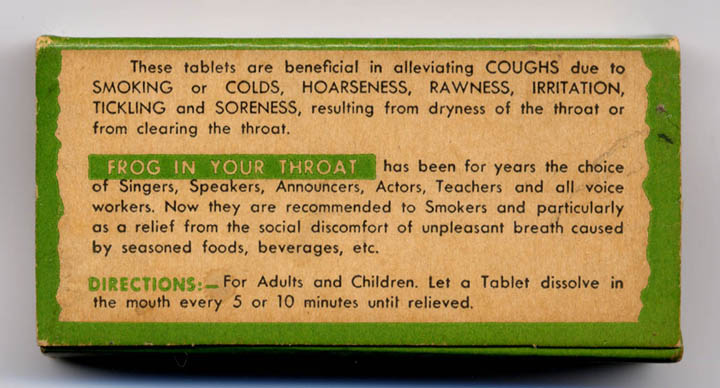 These tablets are beneficial in alleviating COUGHS due to
SMOKING or COLDS, HOARSENESS, RAWNESS, IRRITATION,
TICKLING and SORENESS, resulting from dryness of the throat or
from clearing the throat.
FROG IN YOUR THROAT has been for years the choice
of Singers, Speakers, Announcers, Actors, Teachers and all voice
workers. Now they are recommended to Smokers and particularly
as a relief from the social discomfort of unpleasant breath caused
by seasoned foods, beverages, etc.
DIRECTIONS:— For Adults and Children. Let a Tablet dissolve in
the mouth every 5 or 10 minutes until relieved.